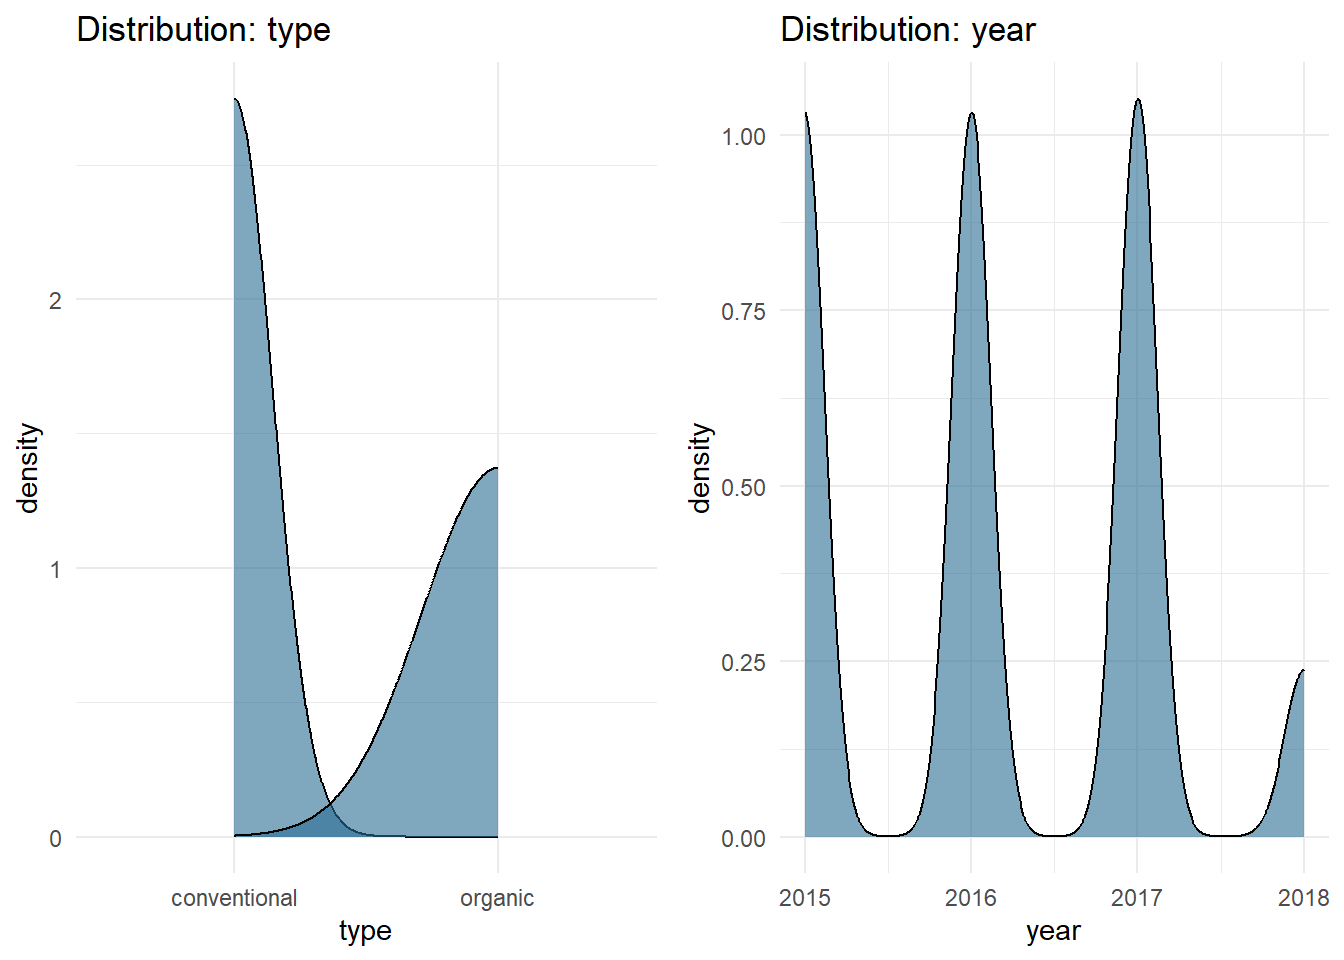 Distribution: type
density
2
1
0
conventional organic
type
Distribution: year
density
1.00
0.75
0.50
0.25
0.00
2015 2016 2017 2018
year